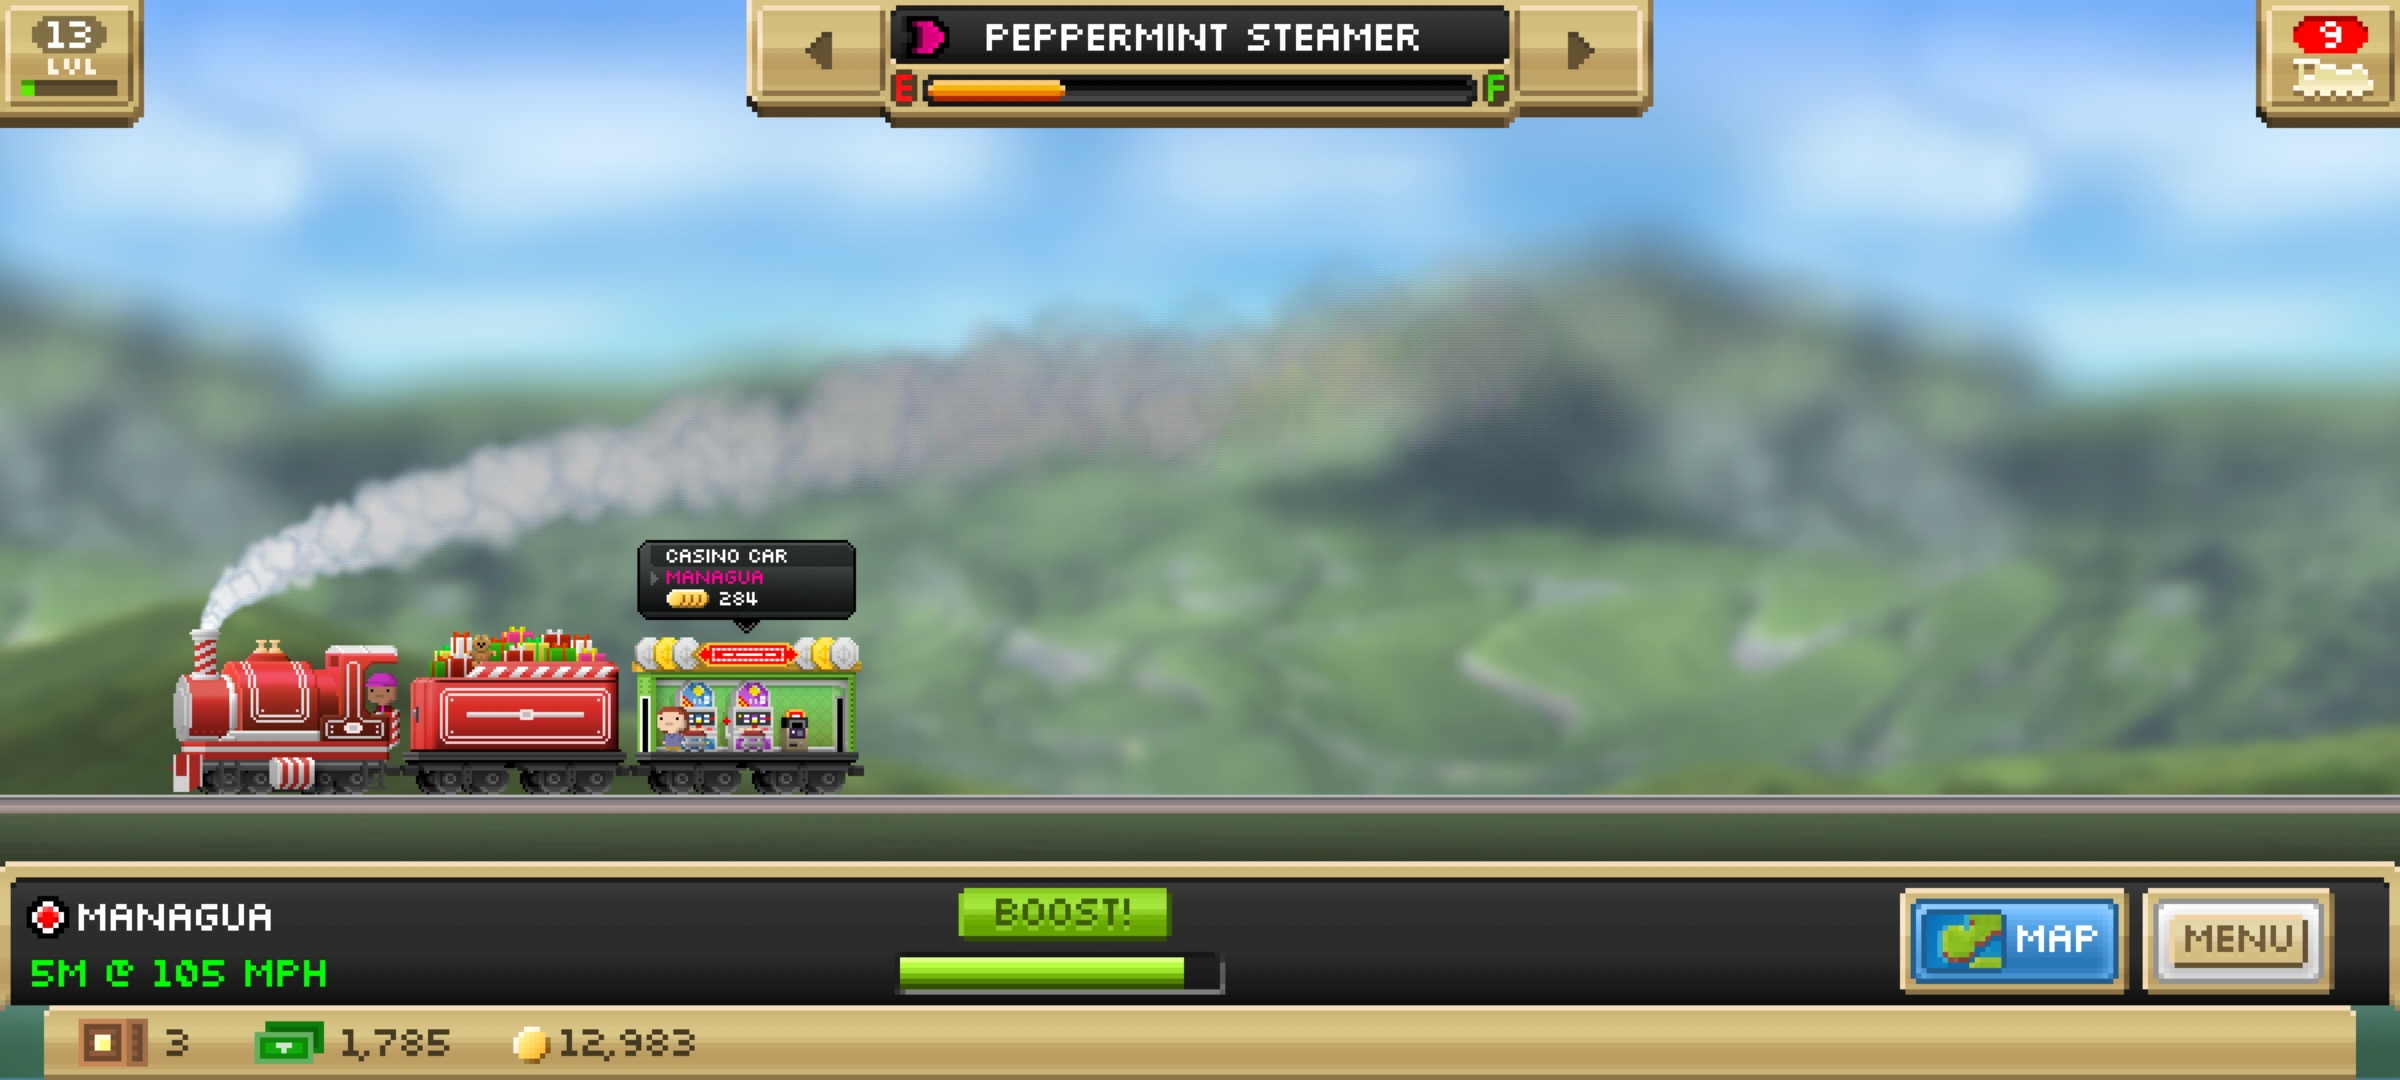 13
LVL
PEPPERMINT STEAMER
E F
9
CASINO CAR
MANAGUA
284
MANAGUA
5M @ 105 MPH
BOOST!
MAP
MENU
3
1,785
12,983